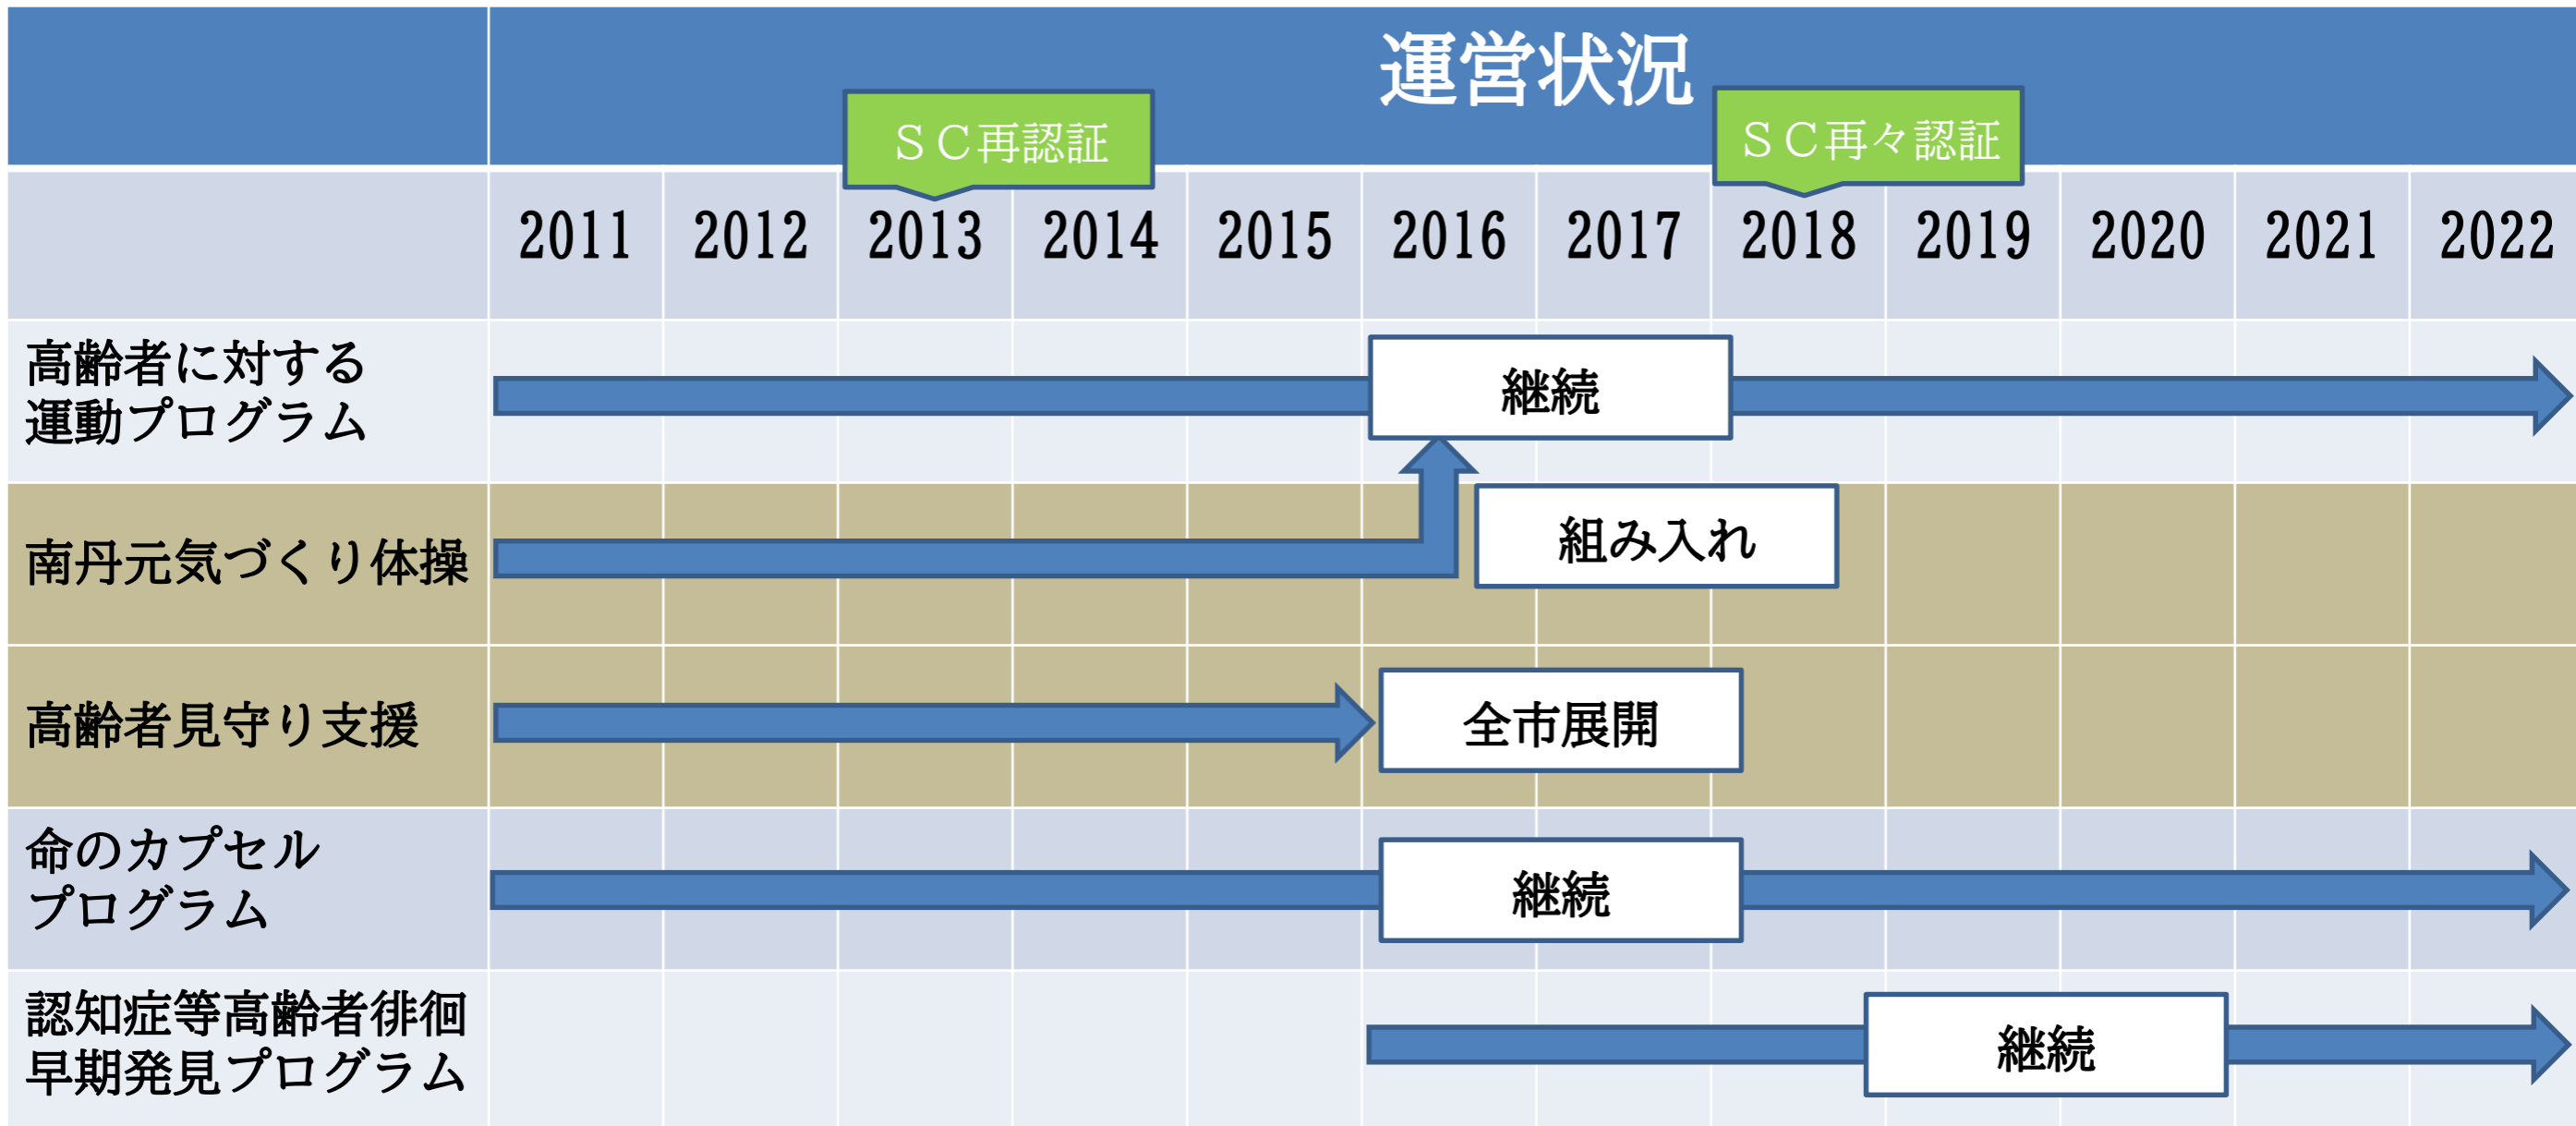 運営状況
ＳＣ再認証
ＳＣ再々認証
2011 2012 2013 2014 2015 2016 2017 2018 2019 2020 2021 2022
高齢者に対する
運動プログラム
継続
南丹元気づくり体操
組み入れ
高齢者見守り支援
全市展開
命のカプセル
プログラム
継続
認知症等高齢者徘徊
早期発見プログラム
継続